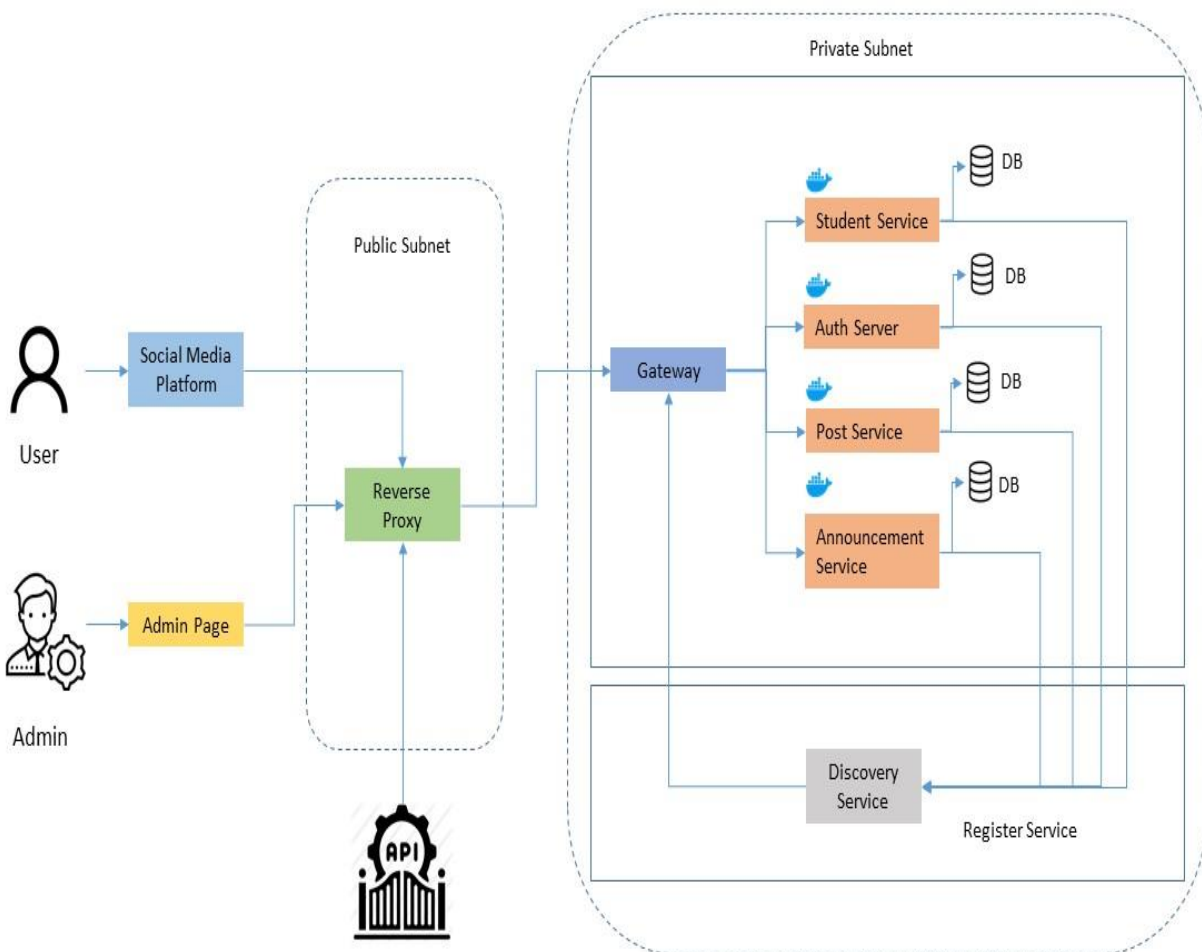 Private Subnet
DB
Student Service
Public Subnet
DB
Auth Server
Social Media
Platform
Gateway
DB
User
Post Service
DB
Reverse
Proxy
Announcement
Service
Admin Page
Admin
Discovery
Service
Register Service
API